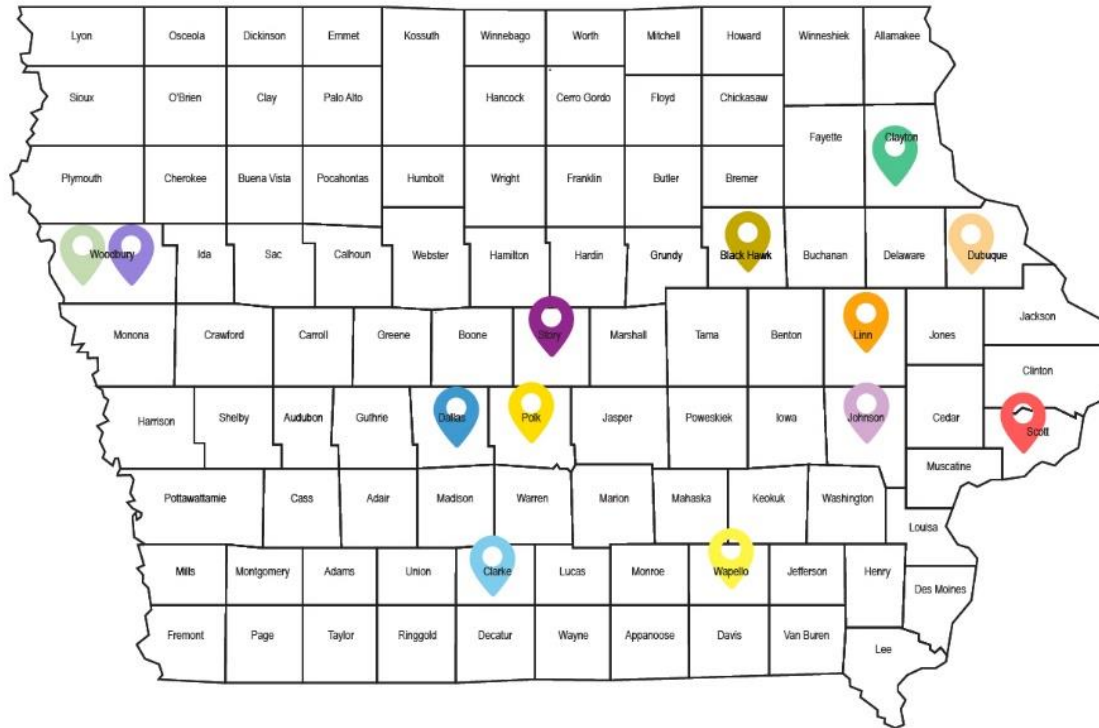 Lyon
Osceola
Dickinson
Emmet
Kossuth
Winnebago
Worth
Mitchell
Howard
Winneshiek
Allamakee
Sioux
O'Brien
Clay
Palo Alto
Hancock
Cerro Gordo
Floyd
Chickasaw
Fayette
Clayton
Plymouth
Cherokee
Buena Vista
Pocahontas
Humbolt
Wright
Franklin
Butler
Bremer
Woodbury
Ida
Sac
Calhoun
Webster
Hamilton
Hardin
Grundy
Black Hawk
Buchanan
Delaware
Dubuque
Monona
Crawford
Carroll
Greene
Boone
Story
Marshall
Tama
Benton
Linn
Jones
Jackson
Clinton
Harrison
Shelby
Audubon
Guthrie
Dallas
Polk
Jasper
Poweskiek
Iowa
Johnson
Cedar
Scott
Muscatine
Pottawattamie
Cass
Adair
Madison
Warren
Marion
Mahaska
Keokuk
Washington
Louisa
Mills
Montgomery
Adams
Union
Clarke
Lucas
Monroe
Wapello
Jefferson
Henry
Des Moines
Fremont
Page
Taylor
Ringgold
Decatur
Wayne
Appanoose
Davis
Van Buren
Lee